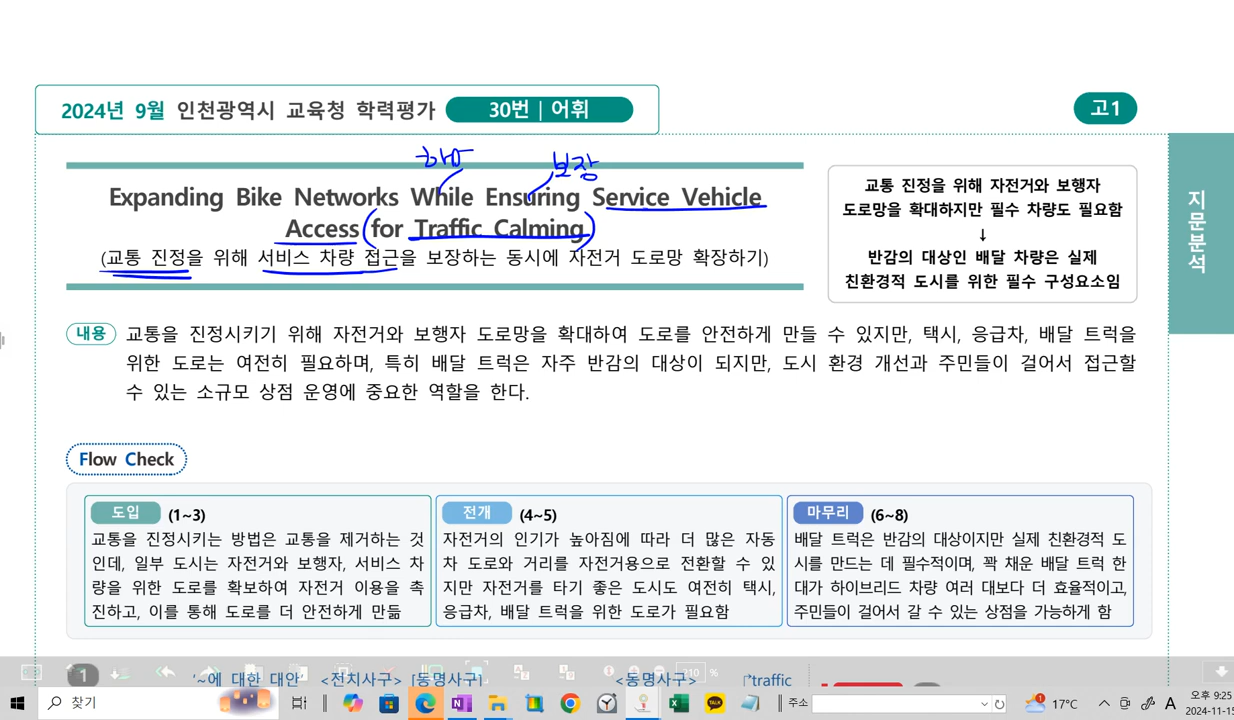 2024년 9월 인천광역시 교육청 학력평가 30번 | 어휘
고1
보장
Expanding Bike Networks While Ensuring Service Vehicle
Access (for Traffic Calming)
(교통 진정을 위해 서비스 차량 접근을 보장하는 동시에 자전거 도로망 확장하기)
교통 진정을 위해 자전거와 보행자
도로망을 확대하지만 필수 차량도 필요함
↓
반감의 대상인 배달 차량은 실제
친환경적 도시를 위한 필수 구성요소임
지문분석
내용 교통을 진정시키기 위해 자전거와 보행자 도로망을 확대하여 도로를 안전하게 만들 수 있지만, 택시, 응급차, 배달 트럭을
위한 도로는 여전히 필요하며, 특히 배달 트럭은 자주 반감의 대상이 되지만, 도시 환경 개선과 주민들이 걸어서 접근할
수 있는 소규모 상점 운영에 중요한 역할을 한다.
Flow Check
도입 (1~3)
교통을 진정시키는 방법은 교통을 제거하는 것
인데, 일부 도시는 자전거와 보행자, 서비스 차
량을 위한 도로를 확보하여 자전거 이용을 촉
진하고, 이를 통해 도로를 더 안전하게 만듦
전개 (4~5)
자전거의 인기가 높아짐에 따라 더 많은 자동
차 도로와 거리를 자전거용으로 전환할 수 있
지만 자전거를 타기 좋은 도시도 여전히 택시,
응급차, 배달 트럭을 위한 도로가 필요함
마무리 (6~8)
배달 트럭은 반감의 대상이지만 실제 친환경적 도
시를 만드는 데 필수적이며, 꽉 채운 배달 트럭 한
대가 하이브리드 차량 여러 대보다 더 효율적이고,
주민들이 걸어서 갈 수 있는 상점을 가능하게 함
1
'~에 대한 대안 <전치사구> [동명사구] <동명사구> traffic
210 %
찾기
주소
17°C
A
오후 9:25
2024-11-15